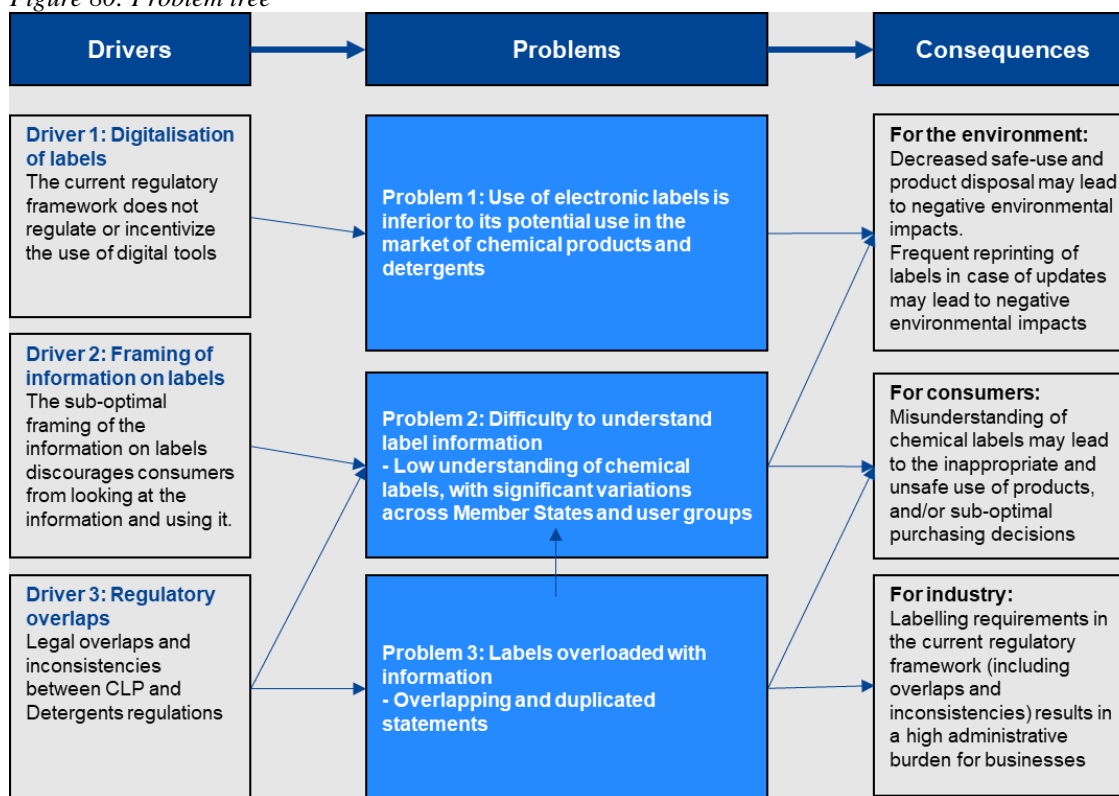 Figure 80: Problem tree
Drivers
Problems
Consequences
Driver 1: Digitalisation
of labels
The current regulatory
framework does not
regulate or incentivize
the use of digital tools
Problem 1: Use of electronic labels is
inferior to its potential use in the
market of chemical products and
detergents
For the environment:
Decreased safe-use and
product disposal may lead
to negative environmental
impacts.
Frequent reprinting of
labels in case of updates
may lead to negative
environmental impacts
Driver 2: Framing of
information on labels
The sub-optimal
framing of the
information on labels
discourages consumers
from looking at the
information and using it.
Problem 2: Difficulty to understand
label information
- Low understanding of chemical
labels, with significant variations
across Member States and user groups
For consumers:
Misunderstanding of
chemical labels may lead
to the inappropriate and
unsafe use of products,
and/or sub-optimal
purchasing decisions
Driver 3: Regulatory
overlaps
Legal overlaps and
inconsistencies
between CLP and
Detergents regulations
Problem 3: Labels overloaded with
information
- Overlapping and duplicated
statements
For industry:
Labelling requirements in
the current regulatory
framework (including
overlaps and
inconsistencies) results in
a high administrative
burden for businesses